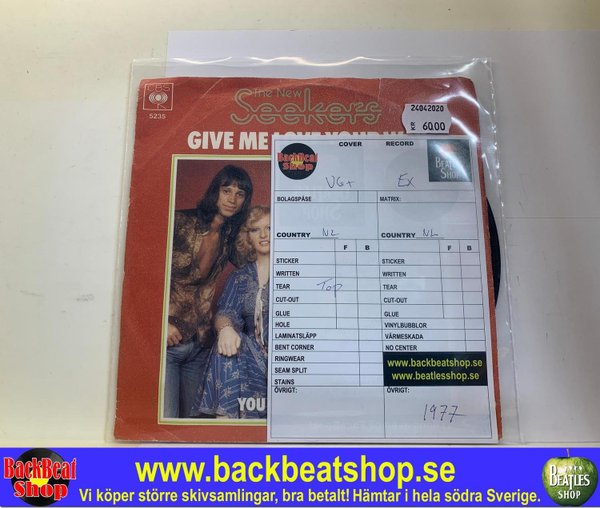 CBS
5235
The New
Seekers
GIVE ME LOVE YOUR
24042020
KR 60.00
BackBeat
Shop
COVER RECORD
BEATLES
SHOP
VG+ EX
BOLAGSPÅSE MATRIX:
COUNTRY NL COUNTRY NL
F B F B
STICKER STICKER
WRITTEN WRITTEN
TEAR Top TEAR
CUT-OUT CUT-OUT
GLUE GLUE
HOLE VINYLBUBBLOR
LAMINATSLÄPP VÄRMESKADA
BENT CORNER NO CENTER
RINGWEAR
SEAM SPLIT
STAINS
www.backbeatshop.se
www.beatlesshop.se
ÖVRIGT: ÖVRIGT:
1977
YOU
BackBeat
Shop
www.backbeatshop.se
Vi köper större skivsamlingar, bra betalt! Hämtar i hela södra Sverige.
BEATLES
SHOP